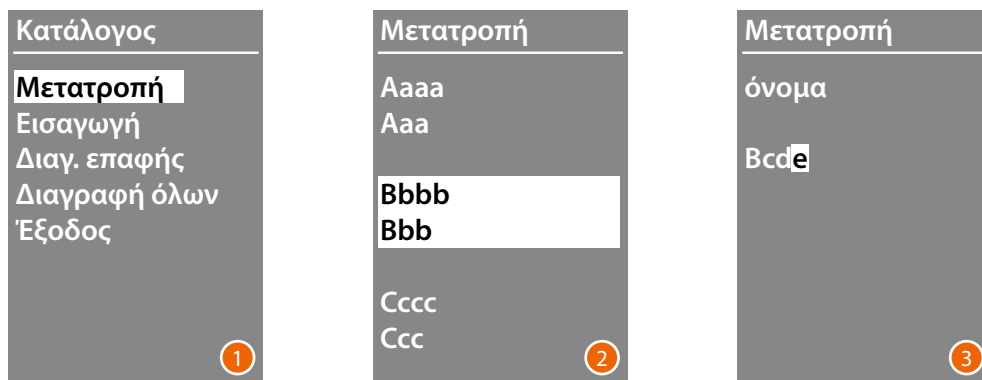 Κατάλογος
Μετατροπή
Εισαγωγή
Διαγ. επαφής
Διαγραφή όλων
Έξοδος
1
Μετατροπή
Aaaa
Aaa
Bbbb
Bbb
Cccc
Ccc
2
Μετατροπή
όνομα
Bcde
3